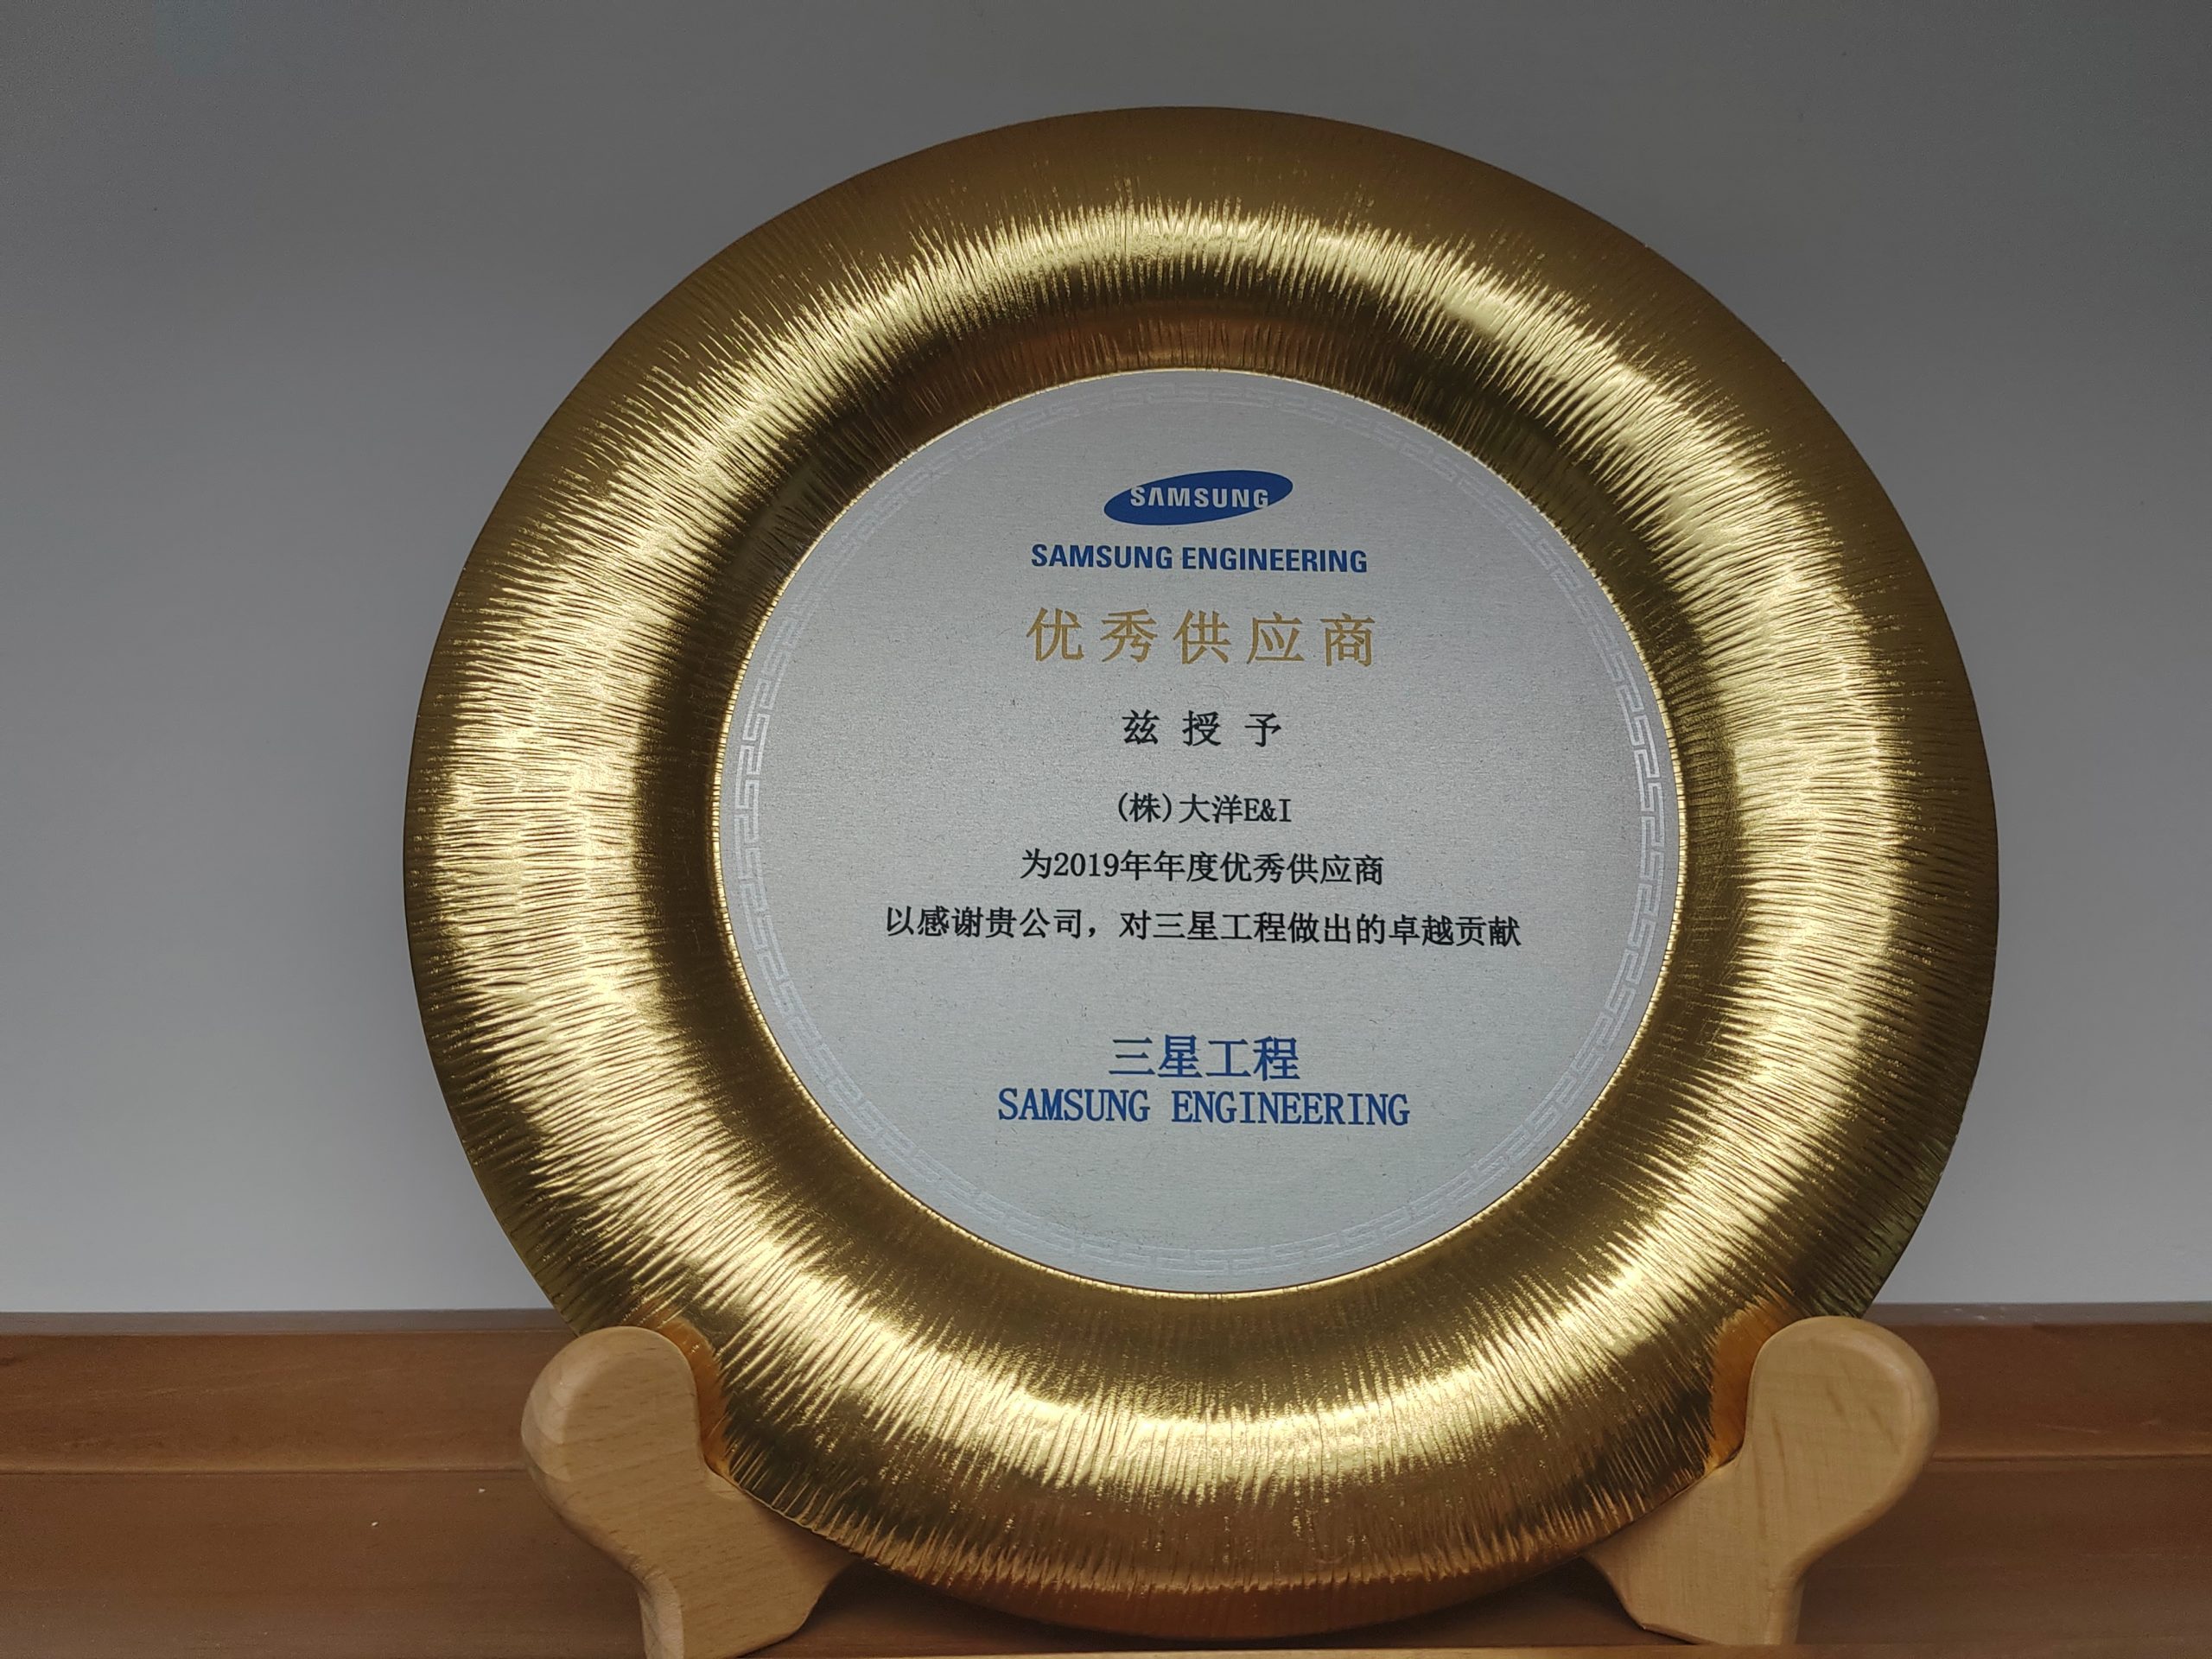 SAMSUNG
SAMSUNG ENGINEERING
优秀供应商
兹授予
(株)大洋E&I
为2019年年度优秀供应商
以感谢贵公司，对三星工程做出的卓越贡献
三星工程
SAMSUNG ENGINEERING